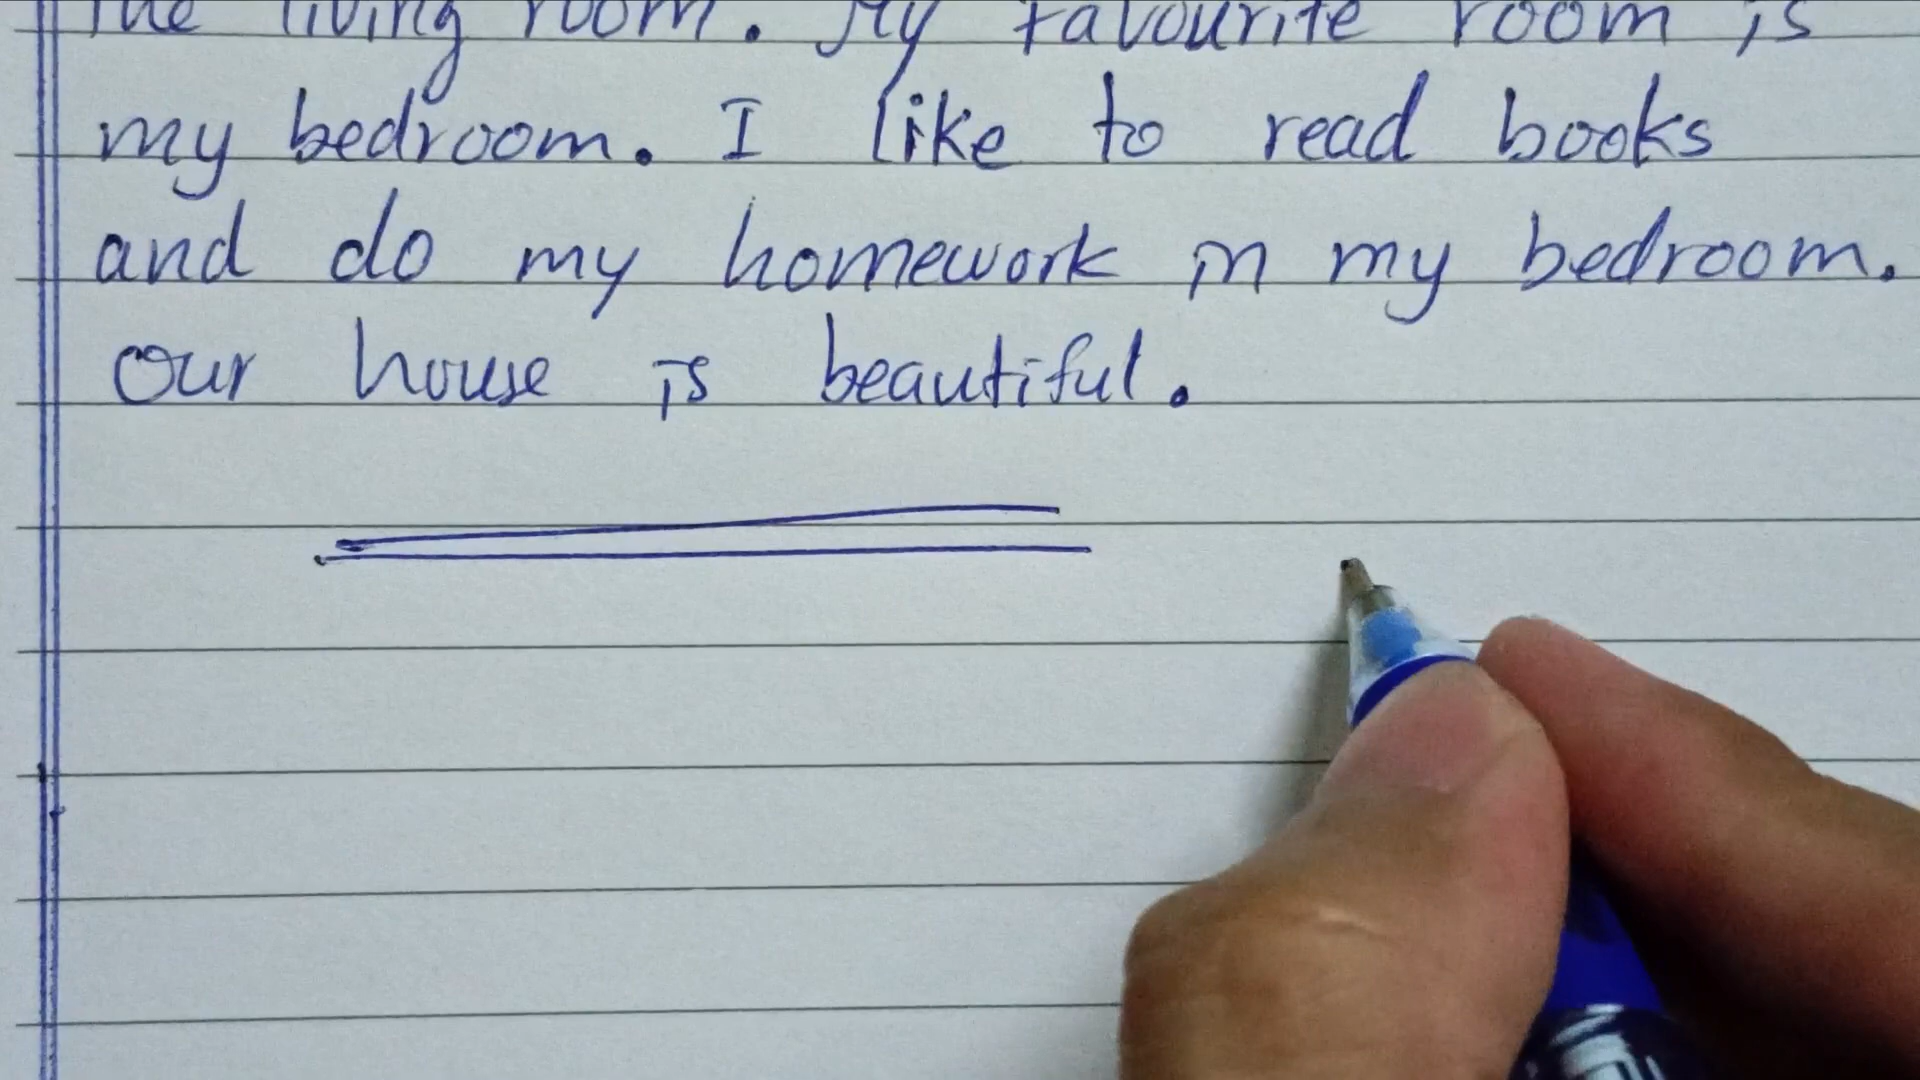 the living room. My favourite room is
my bedroom. I like to read books
and do my homework in my bedroom.
our house is beautiful.